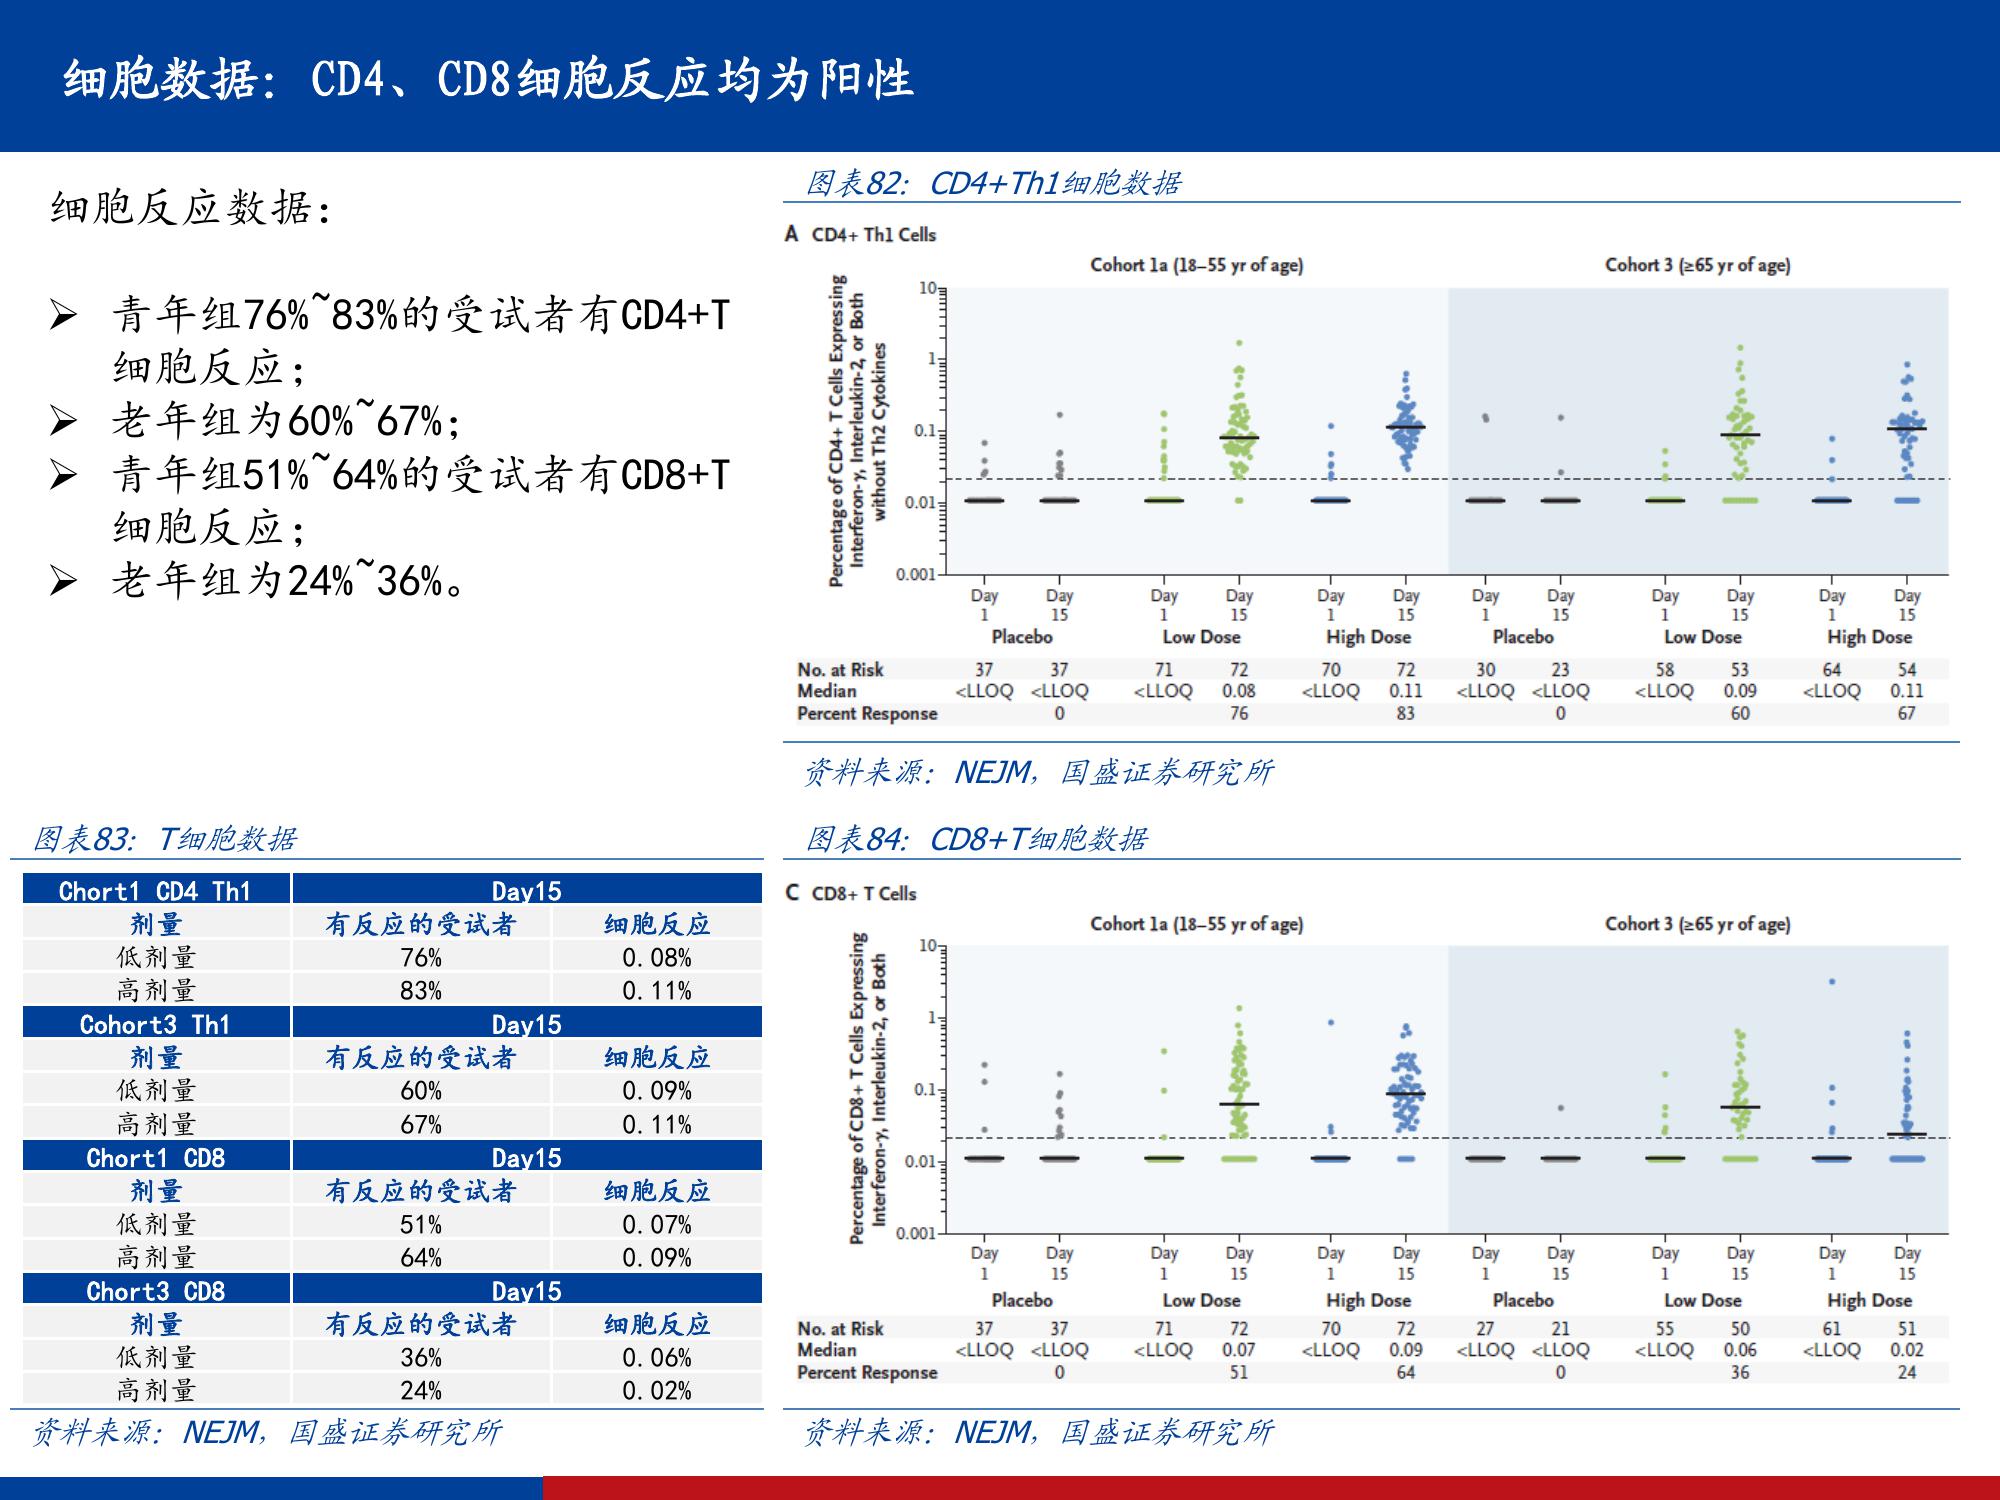 细胞数据：CD4、CD8细胞反应均为阳性
细胞反应数据：
青年组76%~83%的受试者有CD4+T
细胞反应；
老年组为60%~67%；
青年组51%~64%的受试者有CD8+T
细胞反应；
老年组为24%~36%。
图表82：CD4+Th1细胞数据
A CD4+ Th1 Cells
Cohort 1a (18–55 yr of age) Cohort 3 (≥65 yr of age)
Percentage of CD4+ T Cells Expressing
Interferon-γ, Interleukin-2, or Both
without Th2 Cytokines
10
1
0.1
0.01
0.001
Day Day Day Day Day Day Day Day Day Day Day Day
1 15 1 15 1 15 1 15 1 15 1 15
Placebo Low Dose High Dose Placebo Low Dose High Dose
No. at Risk 37 37 71 72 70 72 30 23 58 53 64 54
Median <LLOQ <LLOQ <LLOQ 0.08 <LLOQ 0.11 <LLOQ <LLOQ <LLOQ 0.09 <LLOQ 0.11
Percent Response 0 76 83 0 60 67
资料来源：NEJM，国盛证券研究所
图表83：T细胞数据
Chort1 CD4 Th1 Day15
剂量 有反应的受试者 细胞反应
低剂量 76% 0.08%
高剂量 83% 0.11%
Cohort3 Th1 Day15
剂量 有反应的受试者 细胞反应
低剂量 60% 0.09%
高剂量 67% 0.11%
Chort1 CD8 Day15
剂量 有反应的受试者 细胞反应
低剂量 51% 0.07%
高剂量 64% 0.09%
Chort3 CD8 Day15
剂量 有反应的受试者 细胞反应
低剂量 36% 0.06%
高剂量 24% 0.02%
资料来源：NEJM，国盛证券研究所
图表84：CD8+T细胞数据
C CD8+ T Cells
Cohort 1a (18–55 yr of age) Cohort 3 (≥65 yr of age)
Percentage of CD8+ T Cells Expressing
Interferon-γ, Interleukin-2, or Both
10
1
0.1
0.01
0.001
Day Day Day Day Day Day Day Day Day Day Day Day
1 15 1 15 1 15 1 15 1 15 1 15
Placebo Low Dose High Dose Placebo Low Dose High Dose
No. at Risk 37 37 71 72 70 72 27 21 55 50 61 51
Median <LLOQ <LLOQ <LLOQ 0.07 <LLOQ 0.09 <LLOQ <LLOQ <LLOQ 0.06 <LLOQ 0.02
Percent Response 0 51 64 0 36 24
资料来源：NEJM，国盛证券研究所